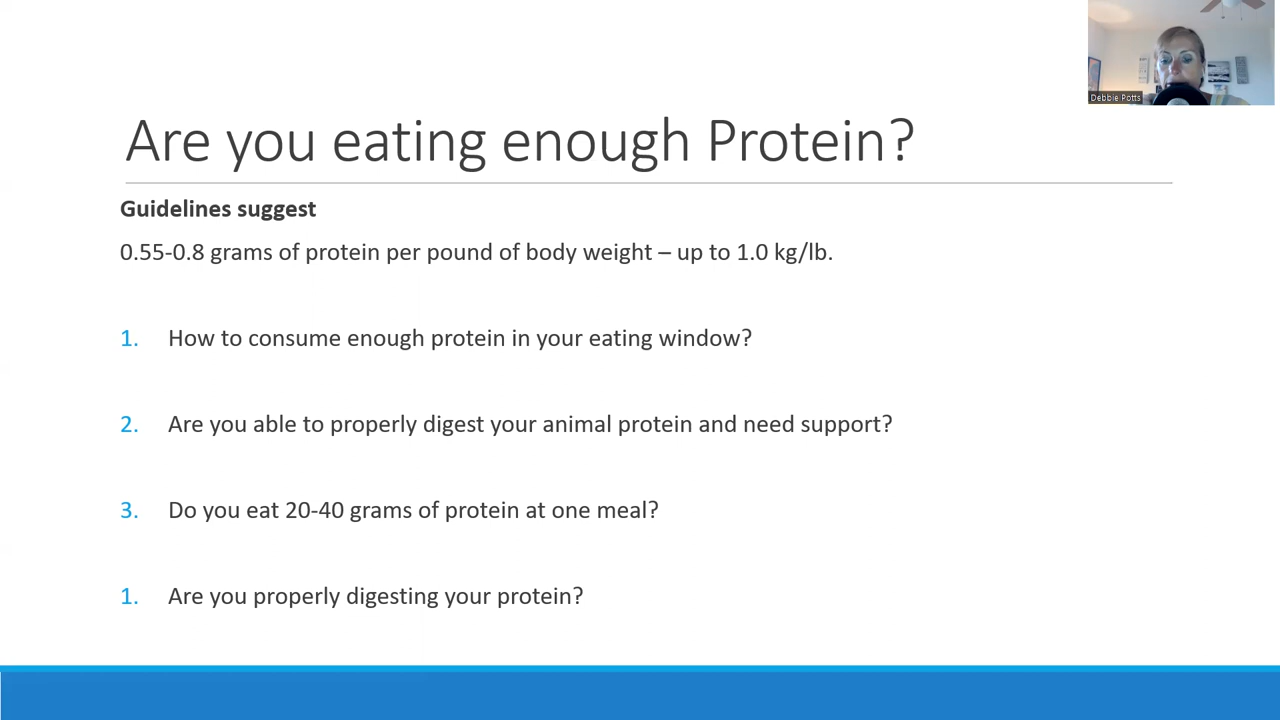 Debbie Potts
Are you eating enough Protein?
Guidelines suggest
0.55-0.8 grams of protein per pound of body weight – up to 1.0 kg/lb.
1. How to consume enough protein in your eating window?
2. Are you able to properly digest your animal protein and need support?
3. Do you eat 20-40 grams of protein at one meal?
1. Are you properly digesting your protein?